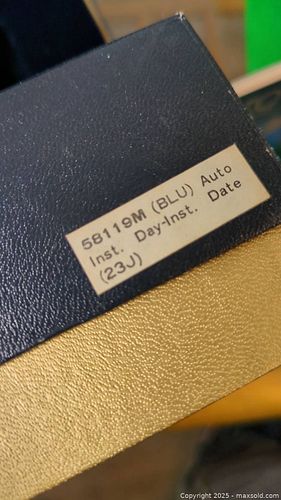 58119M (BLU) Auto
Inst. Day-Inst. Date
(23J)
Copyright © 2025 - maxsold.com